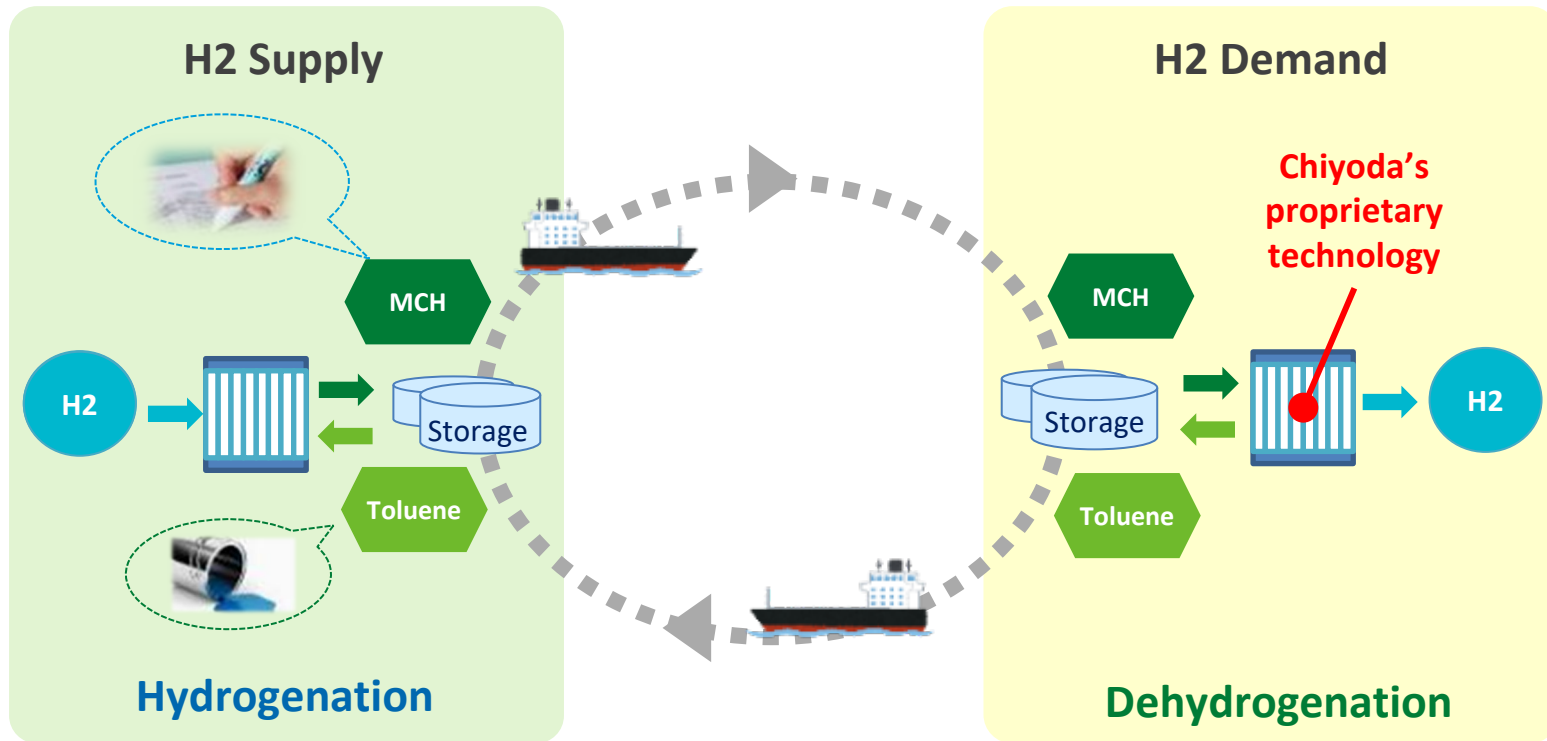 H2 Supply
H2 Demand
Chiyoda’s
proprietary
technology
MCH
MCH
H2
Storage
Storage
H2
Toluene
Toluene
Hydrogenation
Dehydrogenation